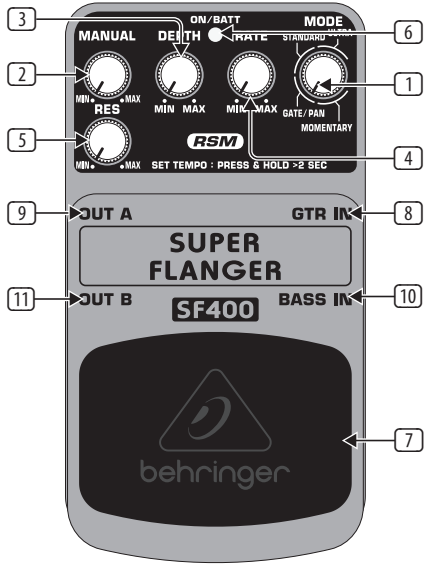 3 ON/BATT MODE 6
MANUAL DEPTH RATE STANDARD ULTRA
2 1
MIN MAX MIN MAX MIN MAX GATE/PAN
RES MOMENTARY
5 RSM 4
MIN MAX SET TEMPO : PRESS & HOLD >2 SEC
9 OUT A GTR IN 8
SUPER
FLANGER
11 OUT B SF400 BASS IN 10
7
behringer